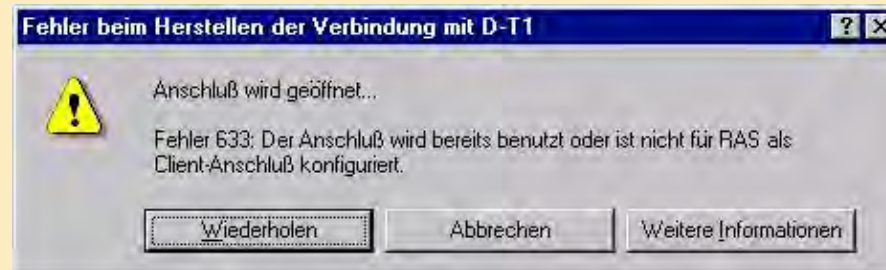 Fehler beim Herstellen der Verbindung mit D-T1
Anschluß wird geöffnet...
Fehler 633: Der Anschluß wird bereits benutzt oder ist nicht für RAS als
Client-Anschluß konfiguriert.
Wiederholen Abbrechen Weitere Informationen